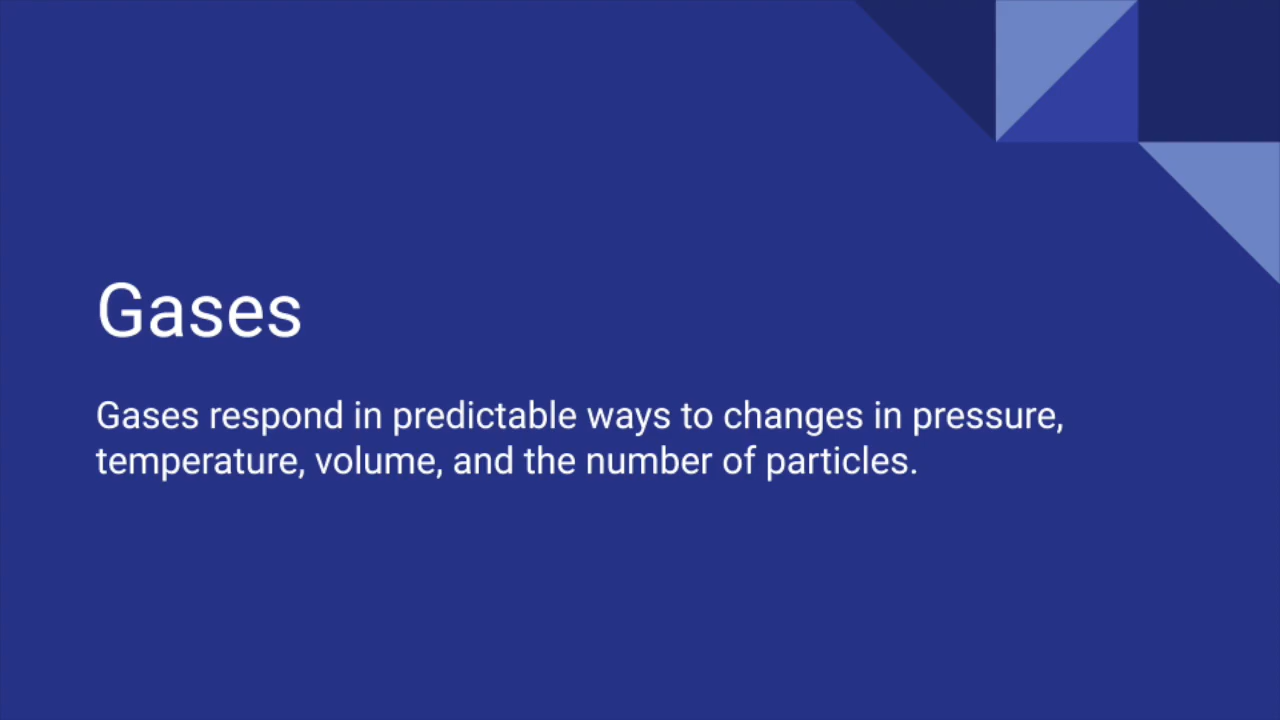 Gases
Gases respond in predictable ways to changes in pressure,
temperature, volume, and the number of particles.